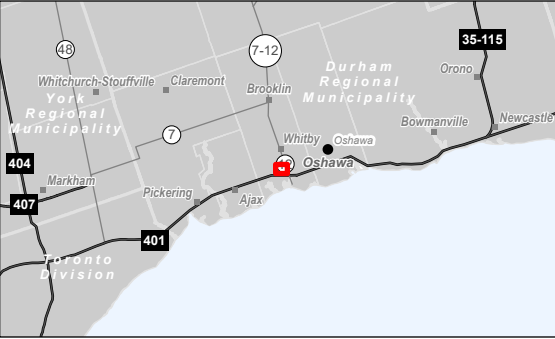 35-115
48
7-12
Durham
Regional
Municipality
Orono
Whitchurch-Stouffville
Claremont
Brooklin
York
Regional
Municipality
7
Bowmanville
Newcastle
Whitby
Oshawa
Oshawa
404
Markham
Pickering
Ajax
407
401
Toronto
Division